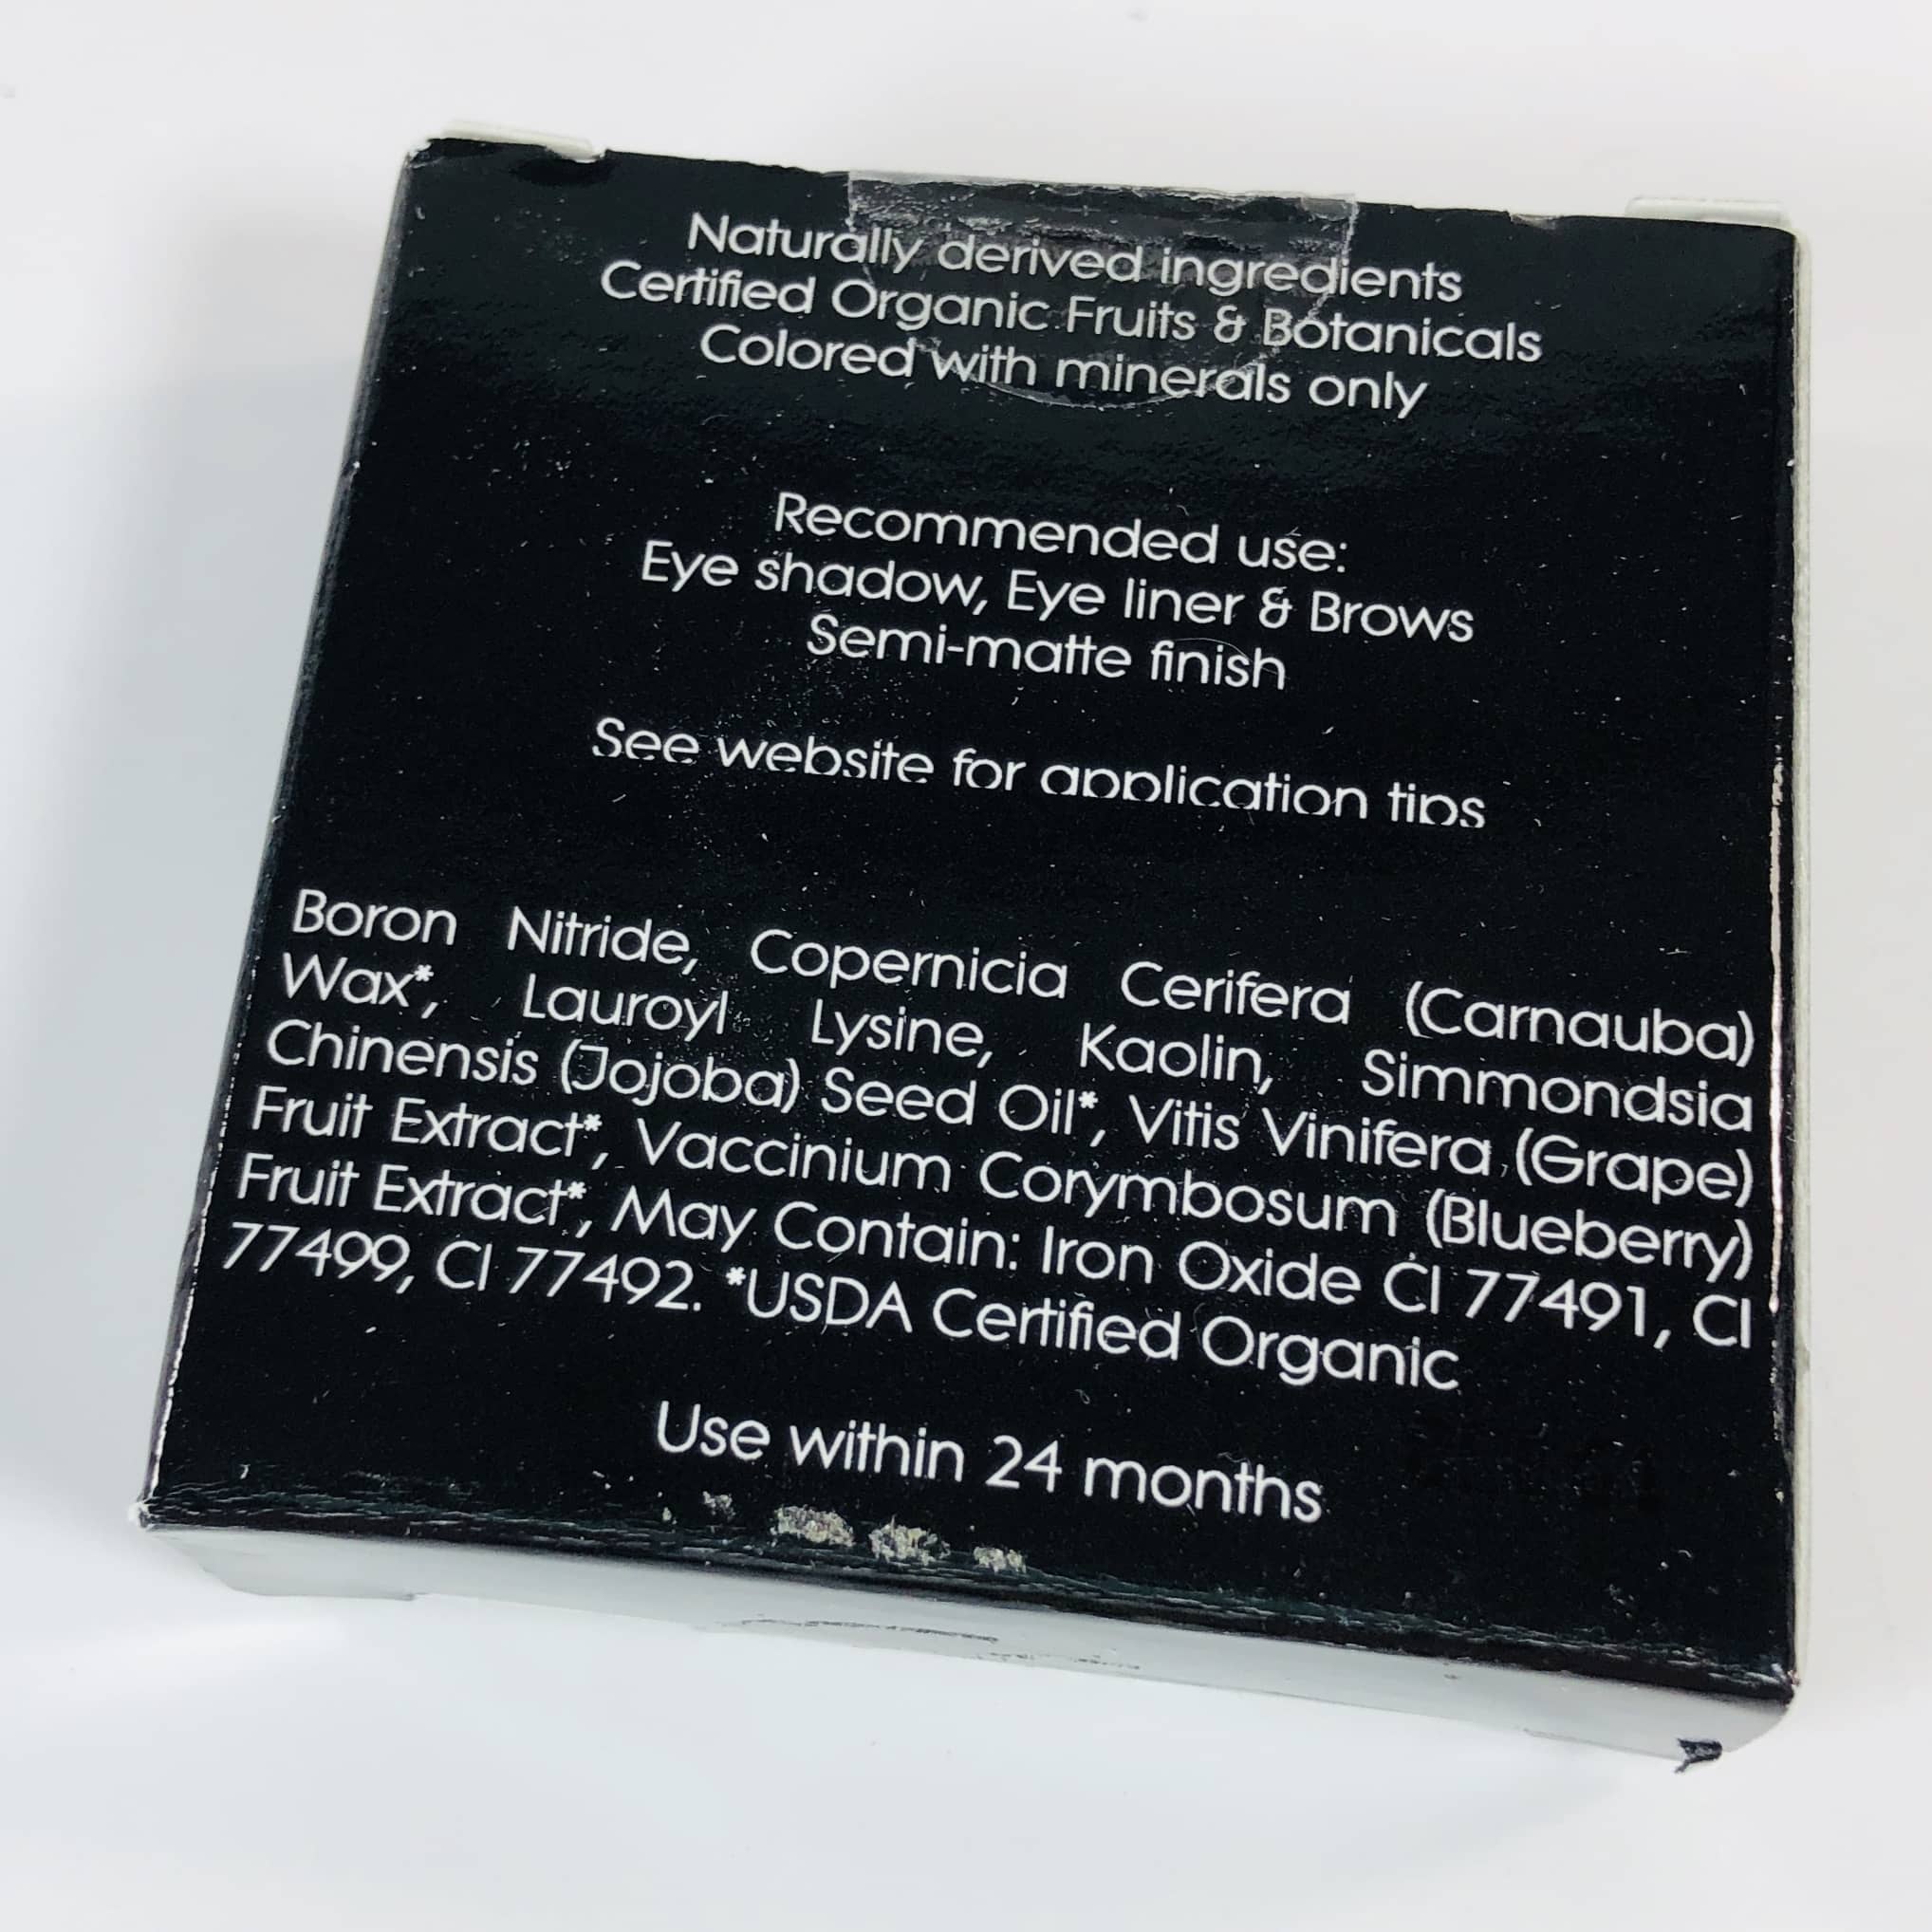 Naturally derived ingredients
Certified Organic Fruits & Botanicals
Colored with minerals only
Recommended use:
Eye shadow, Eye liner & Brows
Semi-matte finish
See website for application tips
Boron Nitride, Copernicia Cerifera (Carnauba)
Wax*, Lauroyl Lysine, Kaolin, Simmondsia
Chinensis (Jojoba) Seed Oil*, Vitis Vinifera (Grape)
Fruit Extract*, Vaccinium Corymbosum (Blueberry)
Fruit Extract*, May Contain: Iron Oxide CI 77491, CI
77499, CI 77492. *USDA Certified Organic
Use within 24 months